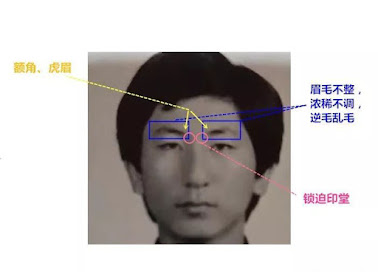 额角、虎眉
眉毛不整，
浓稀不调，
逆毛乱毛
锁迫印堂